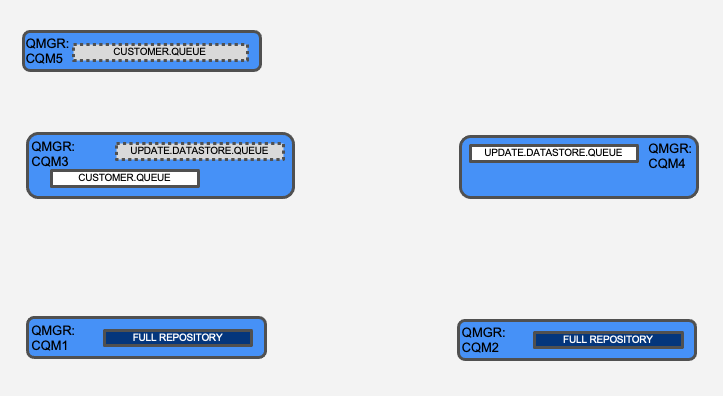 QMGR:
CQM5
CUSTOMER.QUEUE
QMGR:
CQM3
UPDATE.DATASTORE.QUEUE
CUSTOMER.QUEUE
UPDATE.DATASTORE.QUEUE
QMGR:
CQM4
QMGR:
CQM1
FULL REPOSITORY
QMGR:
CQM2
FULL REPOSITORY